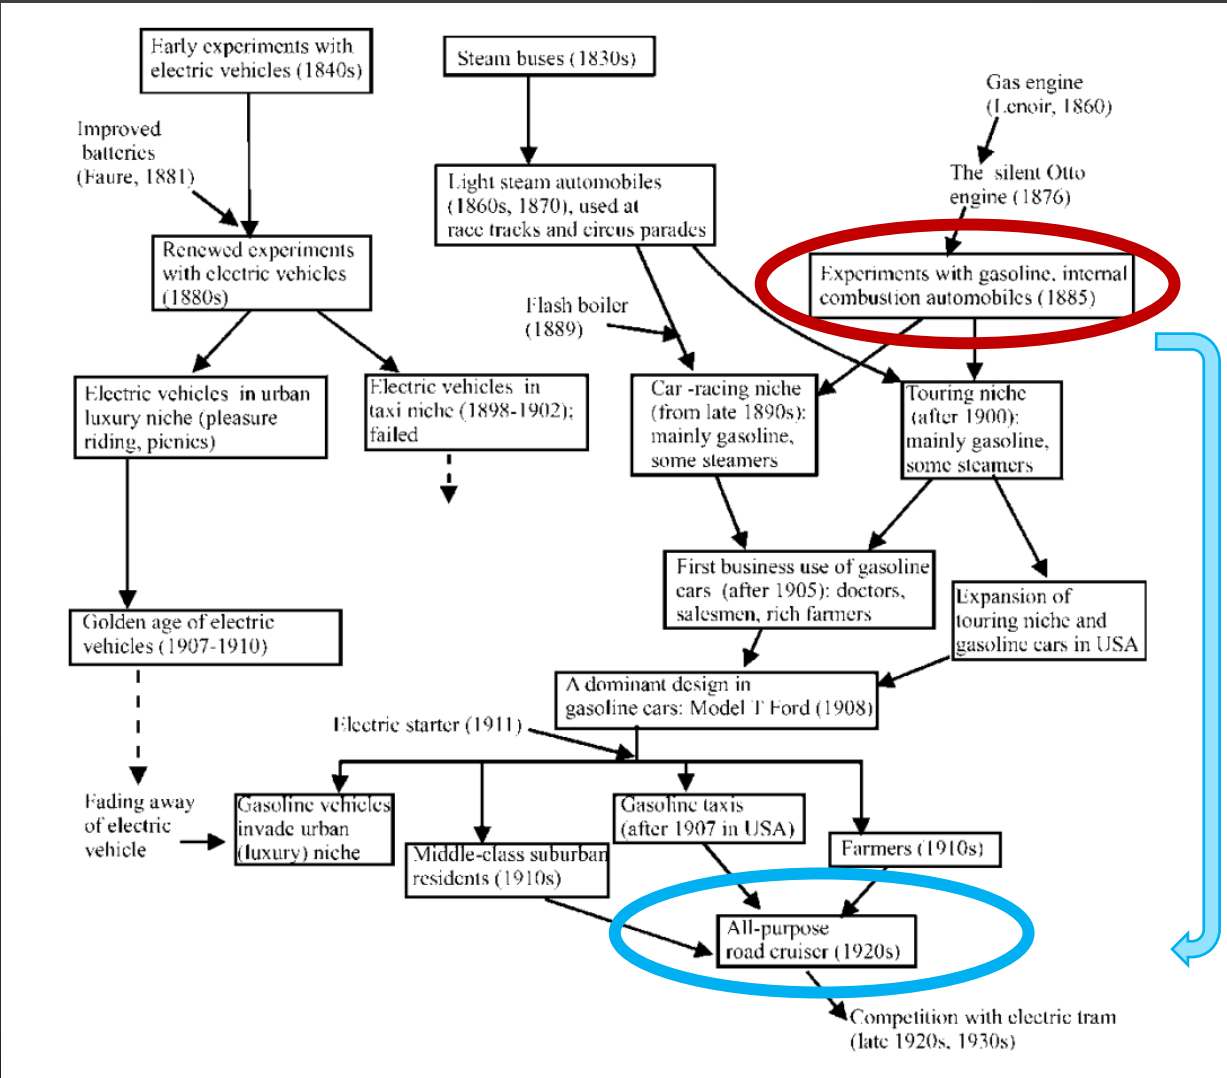 Early experiments with
electric vehicles (1840s)
Steam buses (1830s)
Gas engine
(Lenoir, 1860)
Improved
batteries
(Faure, 1881)
The silent Otto
engine (1876)
Light steam automobiles
(1860s, 1870), used at
race tracks and circus parades
Renewed experiments
with electric vehicles
(1880s)
Experiments with gasoline, internal
combustion automobiles (1885)
Flash boiler
(1889)
Electric vehicles in urban
luxury niche (pleasure
riding, picnics)
Electric vehicles in
taxi niche (1898-1902);
failed
Car -racing niche
(from late 1890s):
mainly gasoline,
some steamers
Touring niche
(after 1900):
mainly gasoline,
some steamers
First business use of gasoline
cars (after 1905): doctors,
salesmen, rich farmers
Expansion of
touring niche and
gasoline cars in USA
Golden age of electric
vehicles (1907-1910)
A dominant design in
gasoline cars: Model T Ford (1908)
Electric starter (1911)
Fading away
of electric
vehicle
Gasoline vehicles
invade urban
(luxury) niche
Middle-class suburban
residents (1910s)
Gasoline taxis
(after 1907 in USA)
Farmers (1910s)
All-purpose
road cruiser (1920s)
Competition with electric tram
(late 1920s, 1930s)